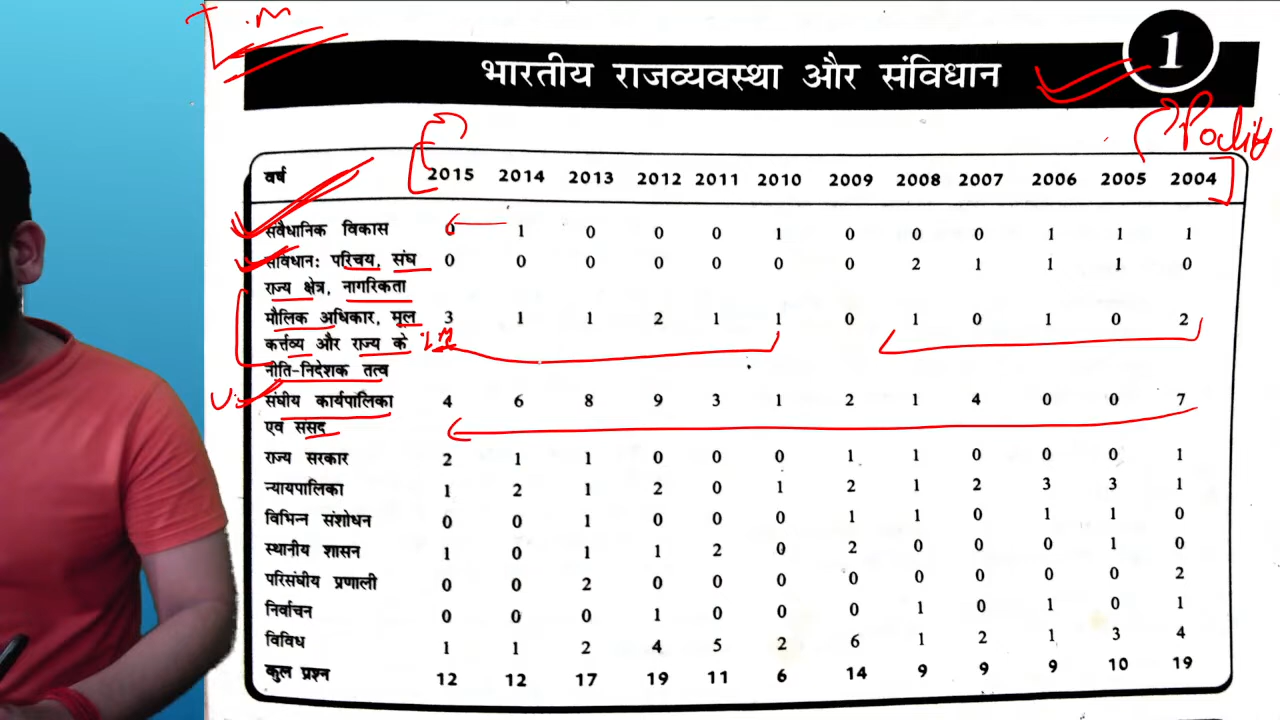 I.M
भारतीय राजव्यवस्था और संविधान
1
Polity
वर्ष 2015 2014 2013 2012 2011 2010 2009 2008 2007 2006 2005 2004
संवैधानिक विकास 0 1 0 0 0 1 0 0 0 1 1 1
संविधान: परिचय, संघ 0 0 0 0 0 0 0 2 1 1 1 0
राज्य क्षेत्र, नागरिकता
मौलिक अधिकार, मूल 3 1 1 2 1 1 0 1 0 1 0 2
कर्त्तव्य और राज्य के I.M
नीति-निदेशक तत्व
संघीय कार्यपालिका 4 6 8 9 3 1 2 1 4 0 0 7
एवं संसद
राज्य सरकार 2 1 1 0 0 0 1 1 0 0 0 1
न्यायपालिका 1 2 1 2 0 1 2 1 2 3 3 1
विभिन्न संशोधन 0 0 1 0 0 0 1 1 0 1 1 0
स्थानीय शासन 1 0 1 1 2 0 2 0 0 0 1 0
परिसंघीय प्रणाली 0 0 2 0 0 0 0 0 0 0 0 2
निर्वाचन 0 0 0 1 0 0 0 1 0 1 0 1
विविध 1 1 2 4 5 2 6 1 2 1 3 4
कुल प्रश्न 12 12 17 19 11 6 14 9 9 9 10 19